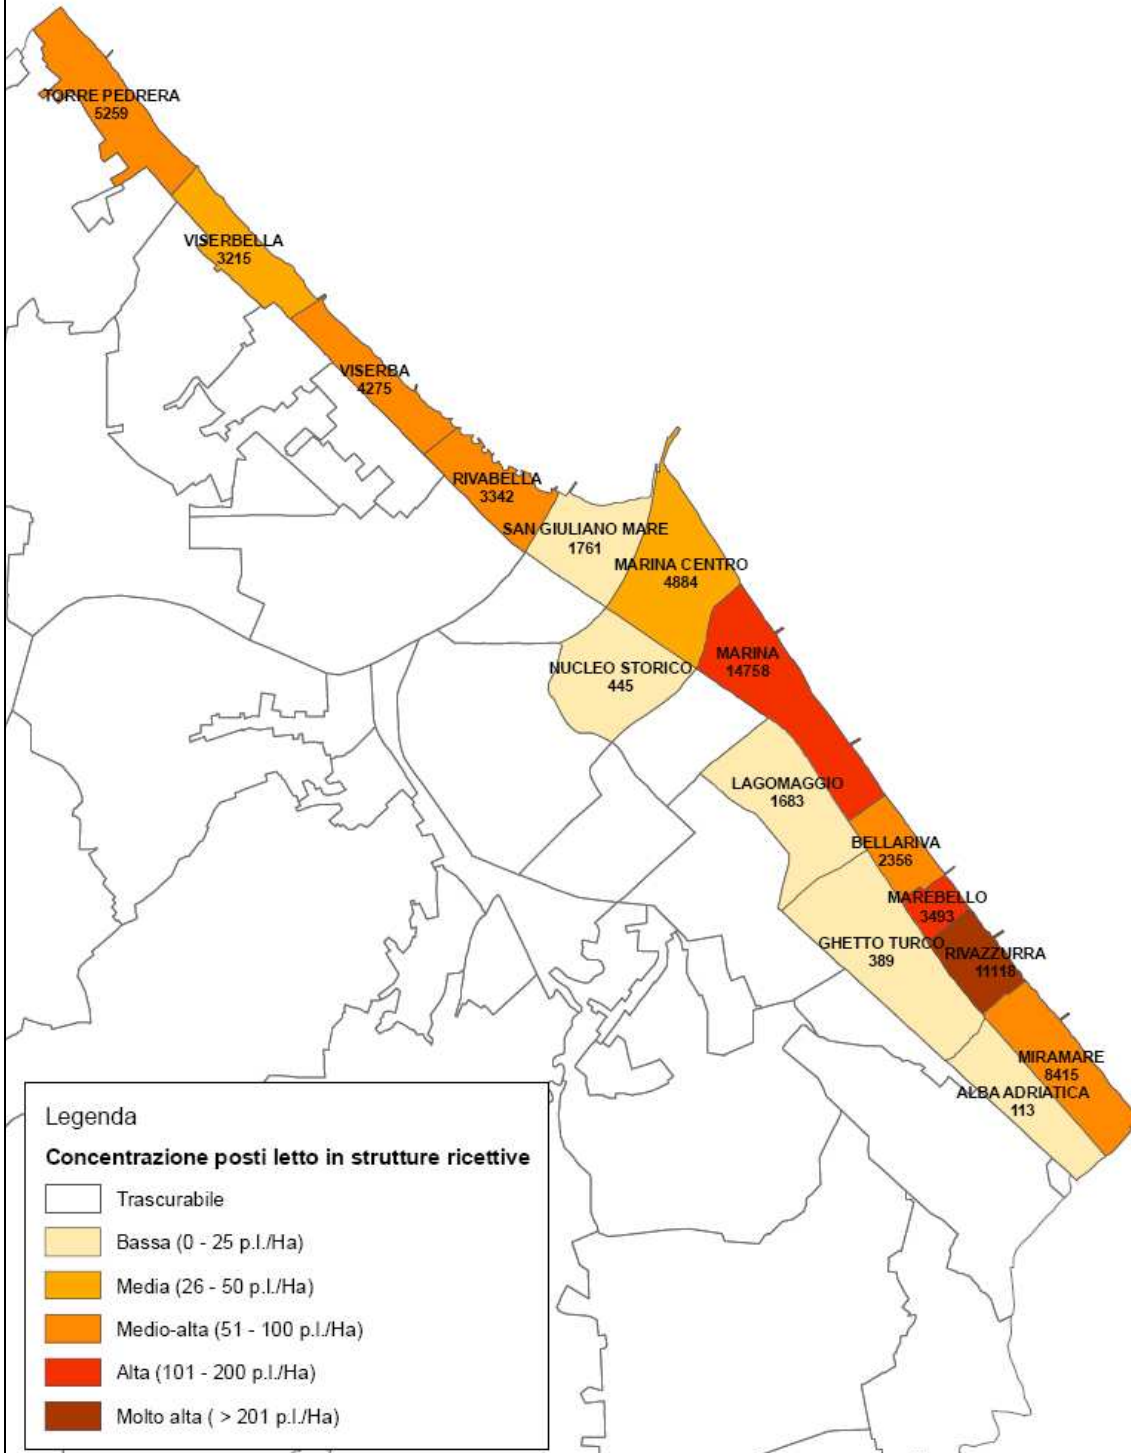 TORRE PEDRERA
5259
VISERBELLA
3215
VISERBA
4275
RIVABELLA
3342
SAN GIULIANO MARE
1761
MARINA CENTRO
4884
MARINA
14758
NUCLEO STORICO
445
LAGOMAGGIO
1683
BELLARIVA
2356
MAREBELLO
3493
GHETTO TURCO
389
RIVAZZURRA
11118
MIRAMARE
8415
ALBA ADRIATICA
113
Legenda
Concentrazione posti letto in strutture ricettive
Trascurabile
Bassa (0 - 25 p.l./Ha)
Media (26 - 50 p.l./Ha)
Medio-alta (51 - 100 p.l./Ha)
Alta (101 - 200 p.l./Ha)
Molto alta ( > 201 p.l./Ha)